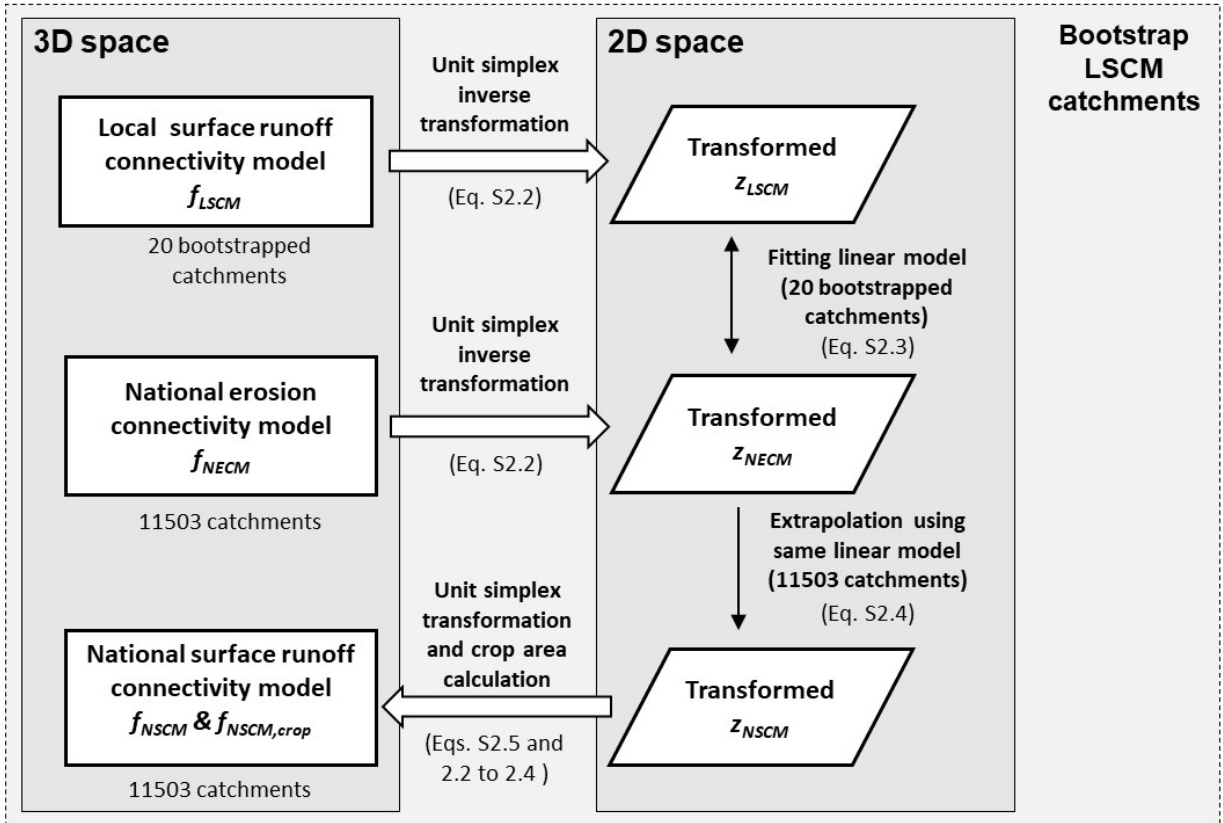 3D space
2D space
Bootstrap
LSCM
catchments
Local surface runoff
connectivity model
f_LSCM
20 bootstrapped
catchments
Unit simplex
inverse
transformation
(Eq. S2.2)
Transformed
z_LSCM
Fitting linear model
(20 bootstrapped
catchments)
(Eq. S2.3)
National erosion
connectivity model
f_NECM
11503 catchments
Unit simplex
inverse
transformation
(Eq. S2.2)
Transformed
z_NECM
Extrapolation using
same linear model
(11503 catchments)
(Eq. S2.4)
National surface runoff
connectivity model
f_NSCM & f_NSCM,crop
11503 catchments
Unit simplex
transformation
and crop area
calculation
(Eqs. S2.5 and
2.2 to 2.4 )
Transformed
z_NSCM